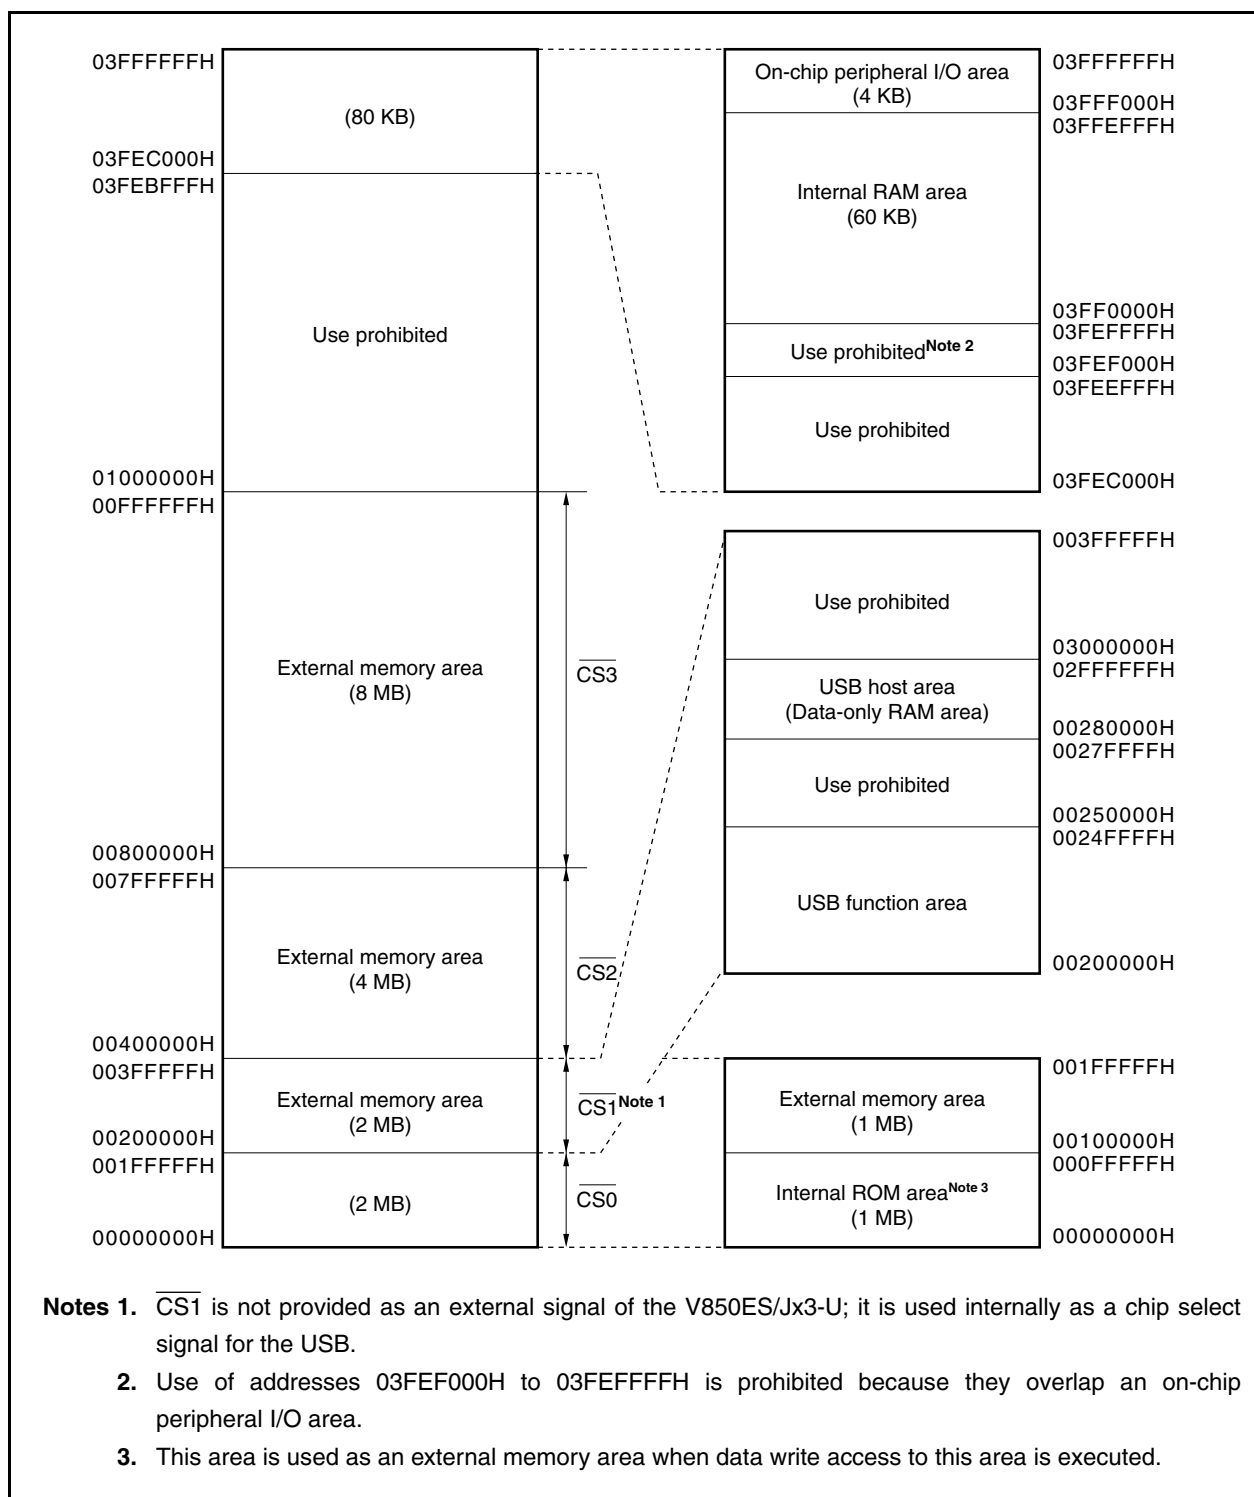 03FFFFFFH
(80 KB)
03FEC000H
03FEBFFFH
Use prohibited
01000000H
00FFFFFFH
External memory area
(8 MB)
CS3
00800000H
007FFFFFH
External memory area
(4 MB)
CS2
00400000H
003FFFFFH
External memory area
(2 MB)
CS1 Note 1
00200000H
001FFFFFH
(2 MB)
CS0
00000000H
On-chip peripheral I/O area
(4 KB)
03FFFFFFH
03FFF000H
03FFEFFFH
Internal RAM area
(60 KB)
03FF0000H
03FEFFFFH
Use prohibited Note 2
03FEF000H
03FEEFFFH
Use prohibited
03FEC000H
003FFFFFH
Use prohibited
03000000H
02FFFFFFH
USB host area
(Data-only RAM area)
00280000H
0027FFFFH
Use prohibited
00250000H
0024FFFFH
USB function area
00200000H
001FFFFFH
External memory area
(1 MB)
00100000H
000FFFFFH
Internal ROM area Note 3
(1 MB)
00000000H
Notes 1. CS1 is not provided as an external signal of the V850ES/Jx3-U; it is used internally as a chip select
signal for the USB.
2. Use of addresses 03FEF000H to 03FEFFFFH is prohibited because they overlap an on-chip
peripheral I/O area.
3. This area is used as an external memory area when data write access to this area is executed.